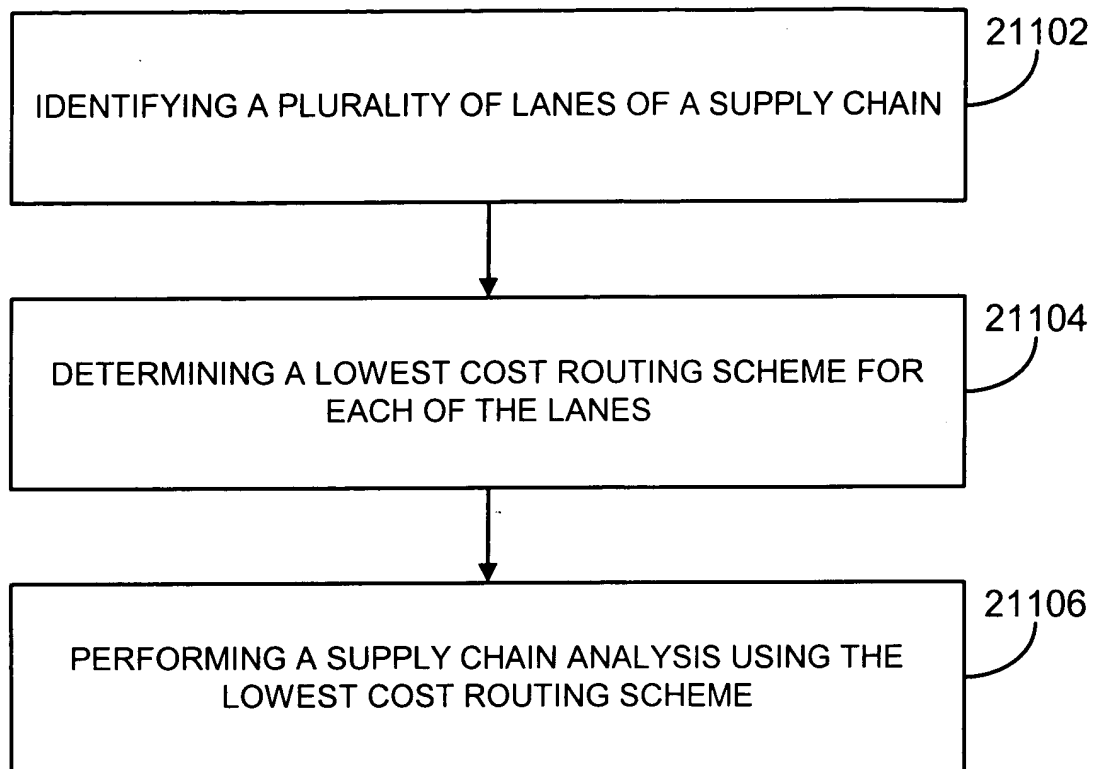 21102
IDENTIFYING A PLURALITY OF LANES OF A SUPPLY CHAIN
21104
DETERMINING A LOWEST COST ROUTING SCHEME FOR
EACH OF THE LANES
21106
PERFORMING A SUPPLY CHAIN ANALYSIS USING THE
LOWEST COST ROUTING SCHEME